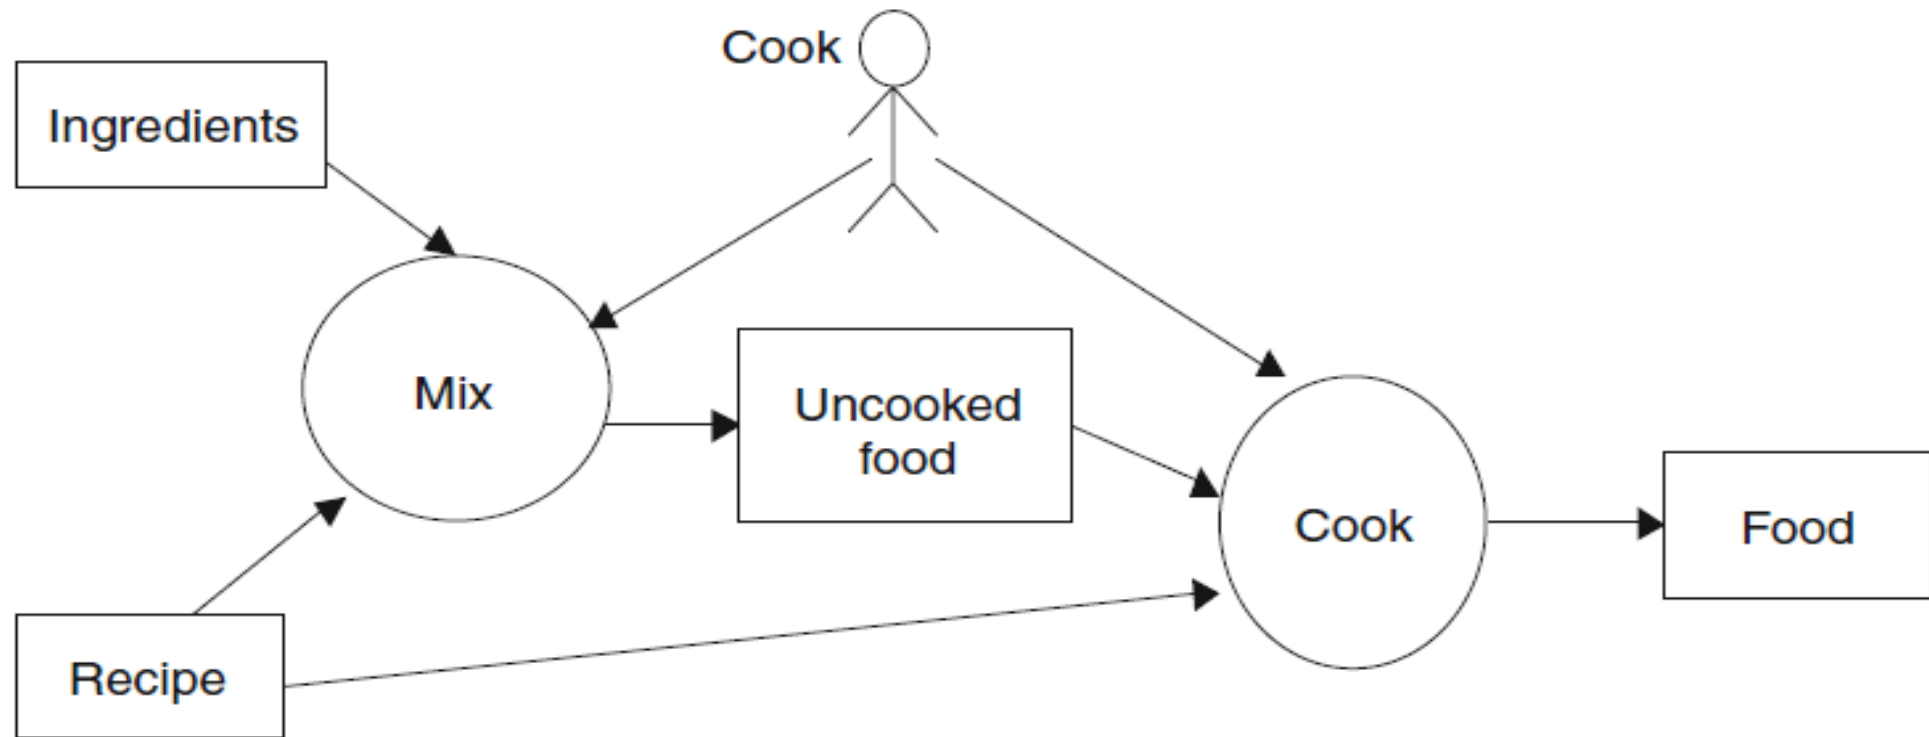 Cook
Ingredients
Mix
Uncooked
food
Cook
Food
Recipe